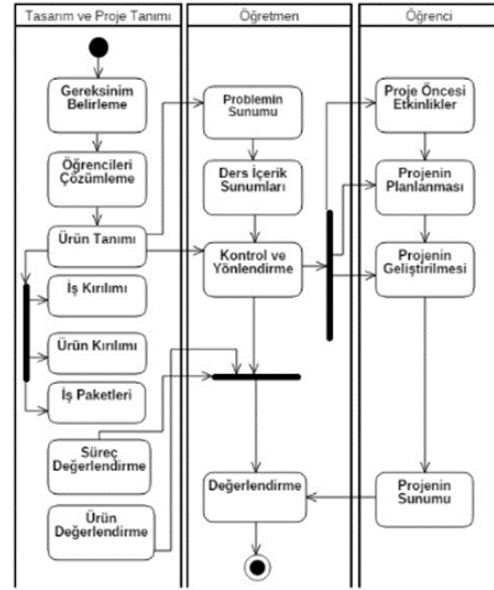 Tasarım ve Proje Tanımı
Öğretmen
Öğrenci
Gereksinim
Belirleme
Öğrencileri
Çözümleme
Ürün Tanımı
İş Kırılımı
Ürün Kırılımı
İş Paketleri
Süreç
Değerlendirme
Ürün
Değerlendirme
Problemin
Sunumu
Ders İçerik
Sunumları
Kontrol ve
Yönlendirme
Değerlendirme
Proje Öncesi
Etkinlikler
Projenin
Planlanması
Projenin
Geliştirilmesi
Projenin
Sunumu